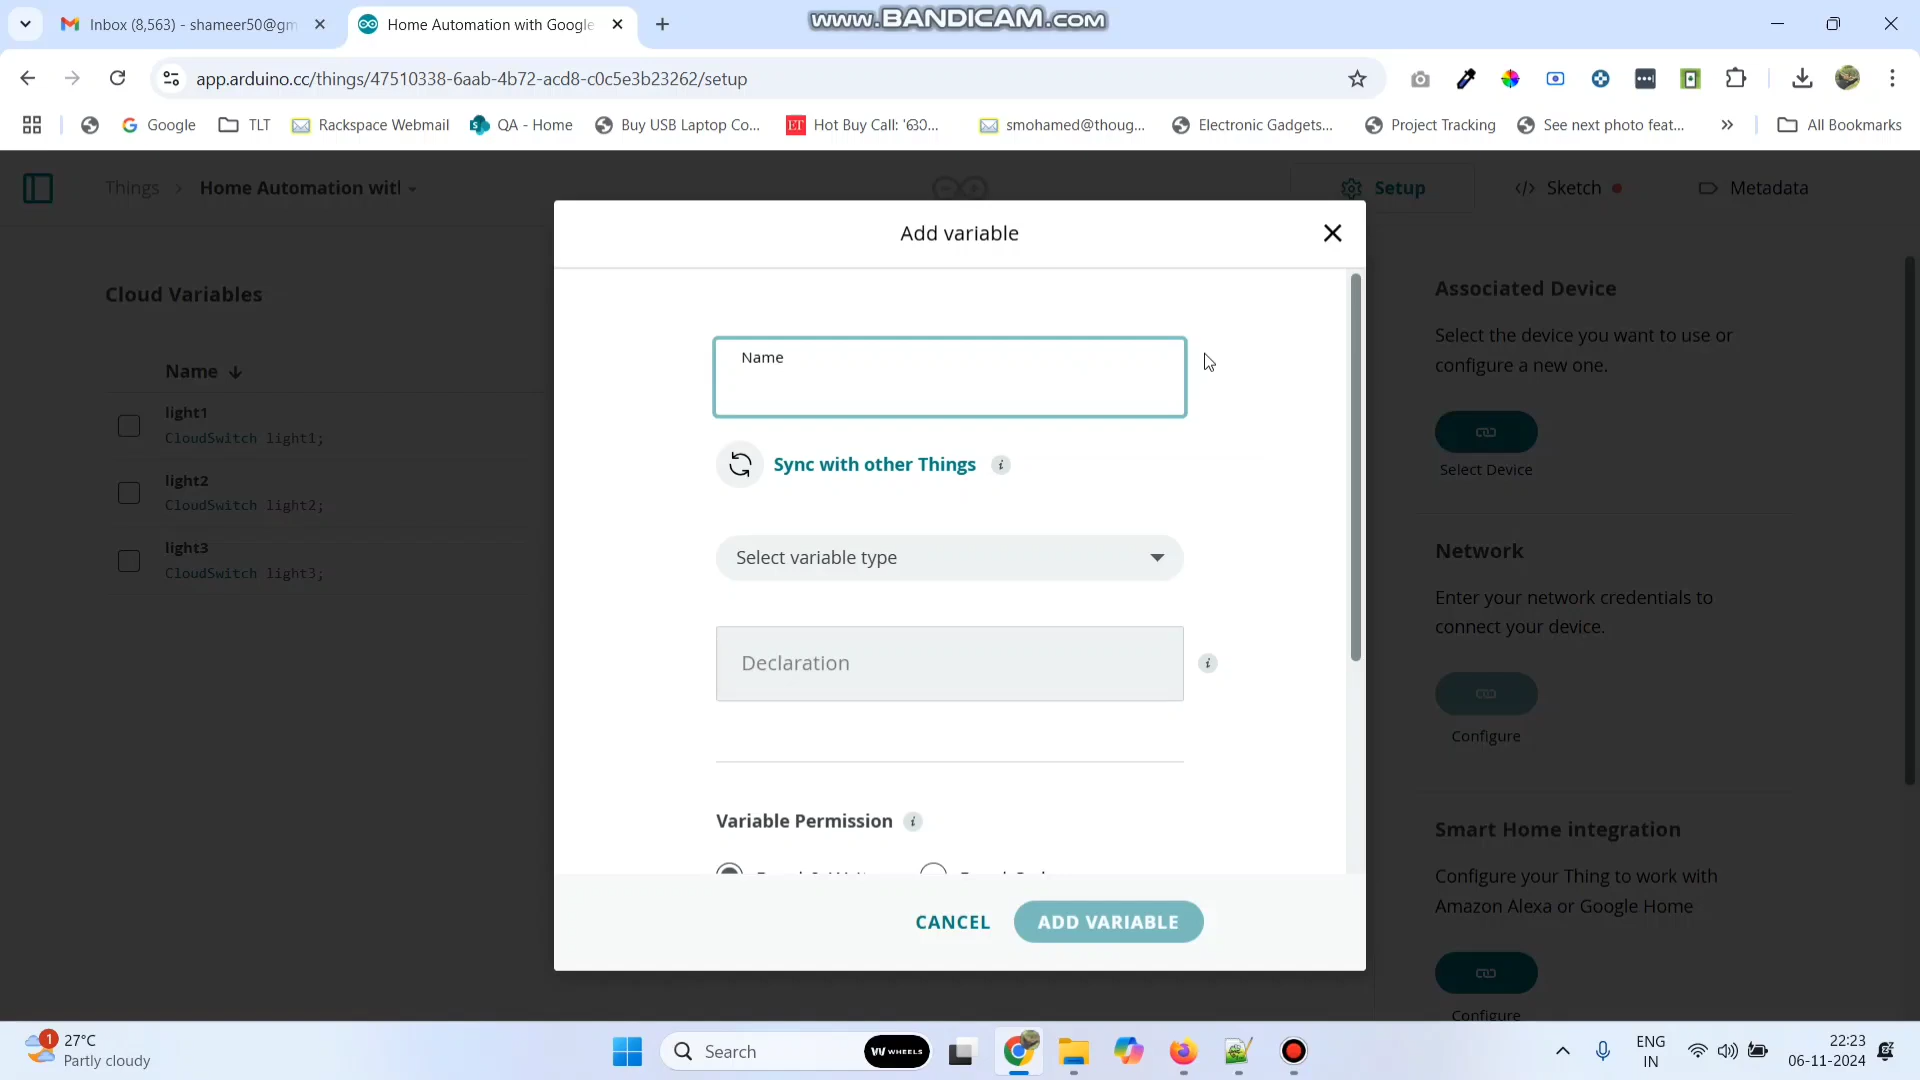 www.BANDICAM.com
Inbox (8,563) - shameer50@gm
Home Automation with Google
app.arduino.cc/things/47510338-6aab-4b72-acd8-c0c5e3b23262/setup
Google
TLT
Rackspace Webmail
QA - Home
Buy USB Laptop Co...
ET
Hot Buy Call: 'ഒാ...
smohamed@thoug...
Electronic Gadgets...
Project Tracking
See next photo feat...
All Bookmarks
Things > Home Automation witl
Setup
</> Sketch
Metadata
Add variable
Cloud Variables
Name
light1
CloudSwitch light1;
light2
CloudSwitch light2;
light3
CloudSwitch light3;
Name
Sync with other Things
Select variable type
Declaration
Variable Permission
CANCEL
ADD VARIABLE
Associated Device
Select the device you want to use or
configure a new one.
Select Device
Network
Enter your network credentials to
connect your device.
Configure
Smart Home integration
Configure your Thing to work with
Amazon Alexa or Google Home
Configure
1
27°C
Partly cloudy
Search
WHEELS
ENG
IN
22:23
06-11-2024